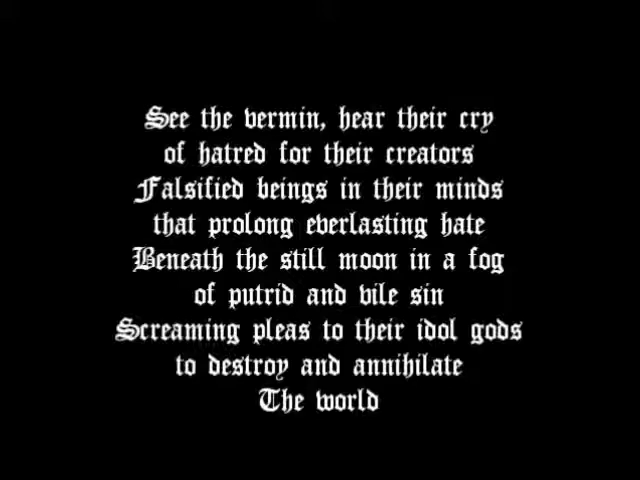 See the vermin, hear their cry
of hatred for their creators
Falsified beings in their minds
that prolong everlasting hate
Beneath the still moon in a fog
of putrid and vile sin
Screaming pleas to their idol gods
to destroy and annihilate
The world